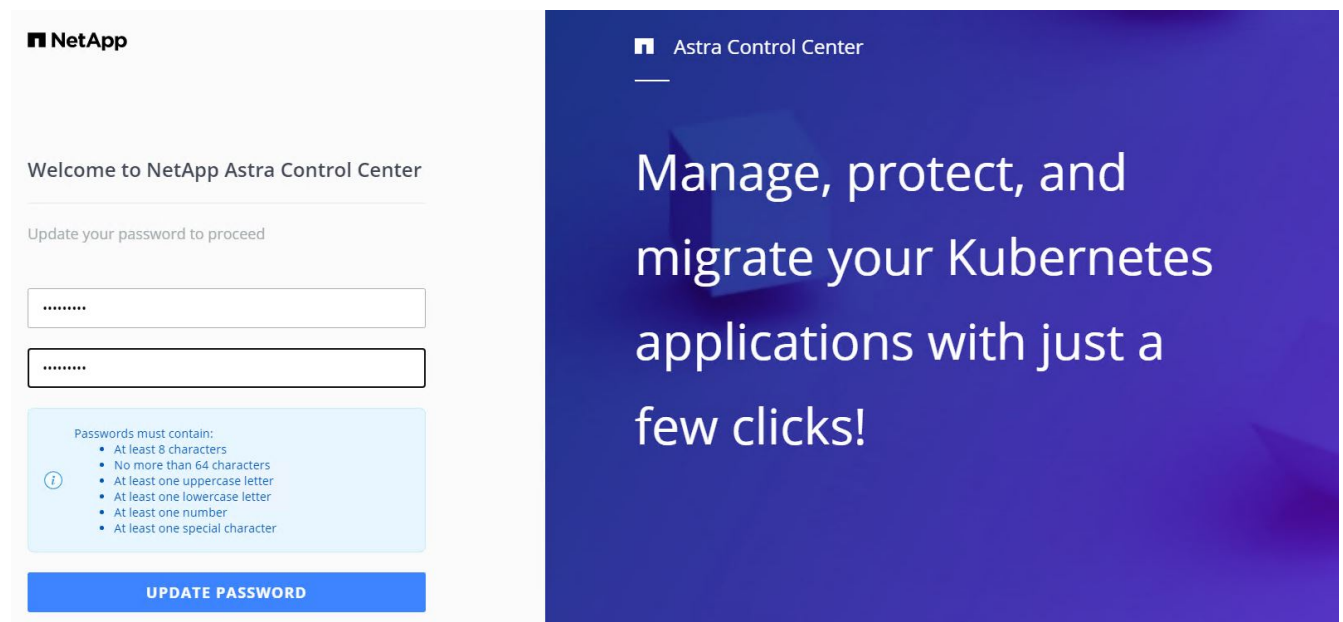 NetApp
Welcome to NetApp Astra Control Center
Update your password to proceed
•••••••••
•••••••••
Passwords must contain:
• At least 8 characters
• No more than 64 characters
• At least one uppercase letter
• At least one lowercase letter
• At least one number
• At least one special character
UPDATE PASSWORD
Astra Control Center
Manage, protect, and
migrate your Kubernetes
applications with just a
few clicks!